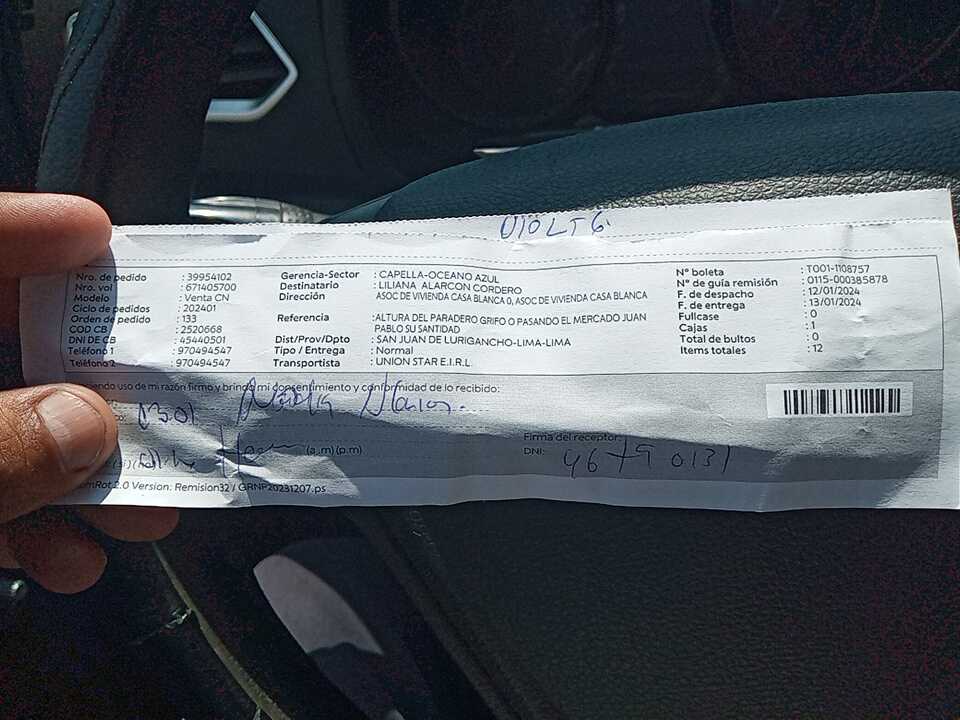 Nro. de pedido : 39954102
Nro. vol : 671405700
Modelo : Venta CN
Ciclo de pedidos : 202401
Orden de pedido : 133
COD CB : 2520668
DNI DE CB : 45440501
Teléfono 1 : 970494547
Teléfono 2 : 970494547
Gerencia-Sector : CAPELLA-OCEANO AZUL
Destinatario : LILIANA ALARCON CORDERO
Dirección : ASOC DE VIVIENDA CASA BLANCA 0, ASOC DE VIVIENDA CASA BLANCA
Referencia : ALTURA DEL PARADERO GRIFO O PASANDO EL MERCADO JUAN
PABLO SU SANTIDAD
Dist/Prov/Dpto : SAN JUAN DE LURIGANCHO-LIMA-LIMA
Tipo / Entrega : Normal
Transportista : UNION STAR E.I.R.L.
N° boleta : TO01-1108757
N° de guía remisión : 0115-000385878
F. de despacho : 12/01/2024
F. de entrega : 13/01/2024
Fullcase : 0
Cajas : 1
Total de bultos : 0
Items totales : 12
haciendo uso de mi razón firmo y brindo mi consentimiento y conformidad de lo recibido:
(a.m) (p.m)
Firma del receptor:
DNI: 46790131
2.0 Version: Remision32 / GRNP20231207.ps